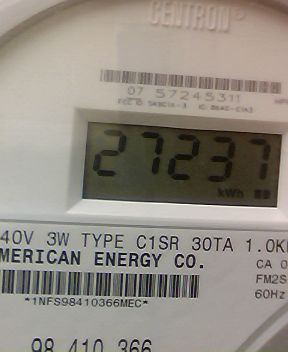 CENTRON®
07 57245311
27237
kWh
40V 3W TYPE C1SR 30TA 1.0K
MERICAN ENERGY CO.
CA 0
FM2S
60Hz
*1NFS98410366MEC*
98 410 366